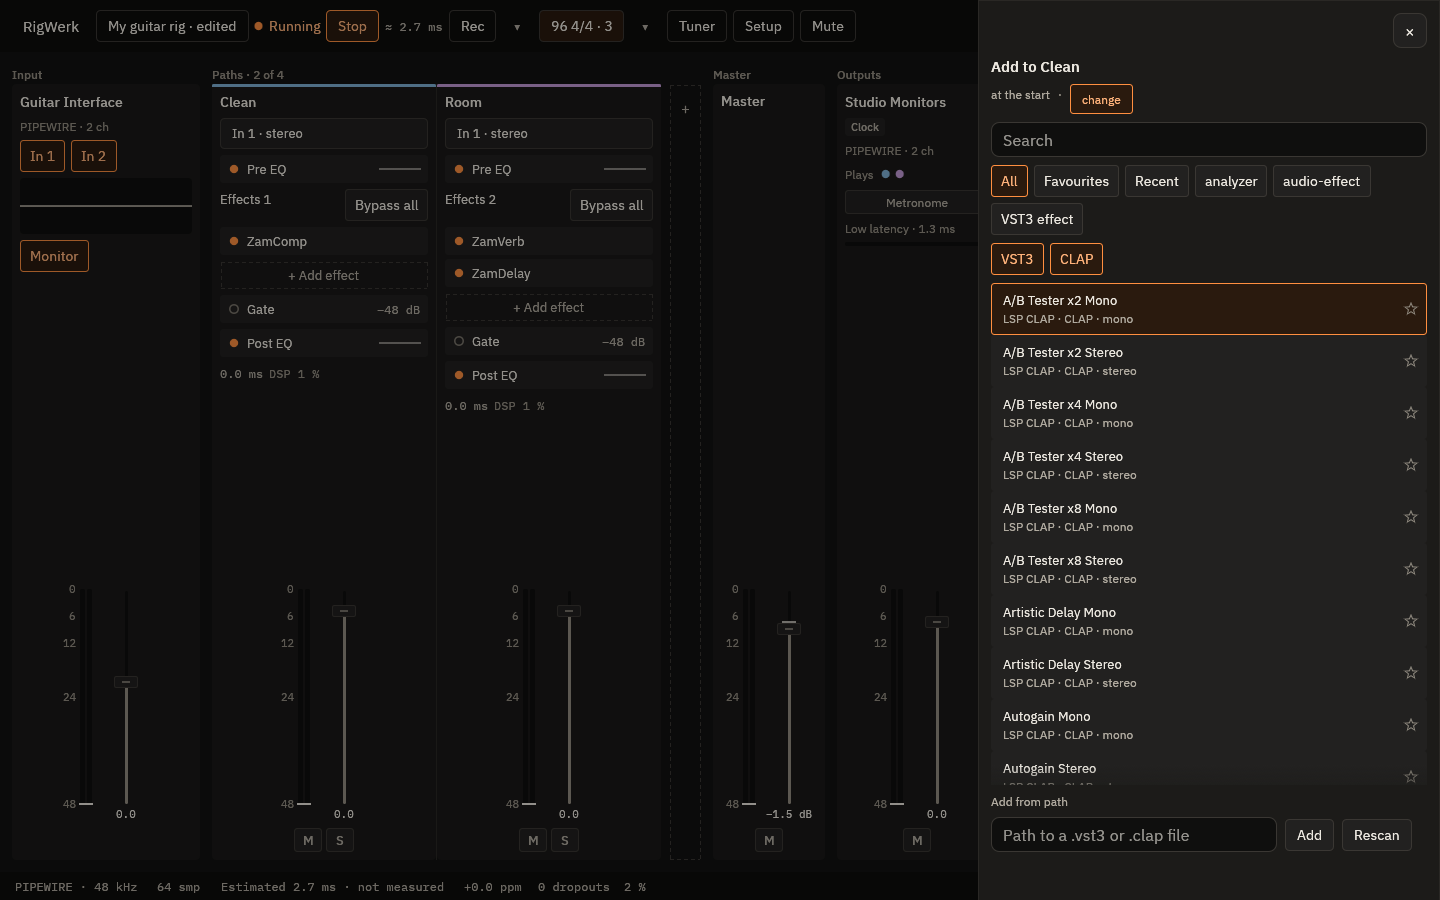 RigWerk
My guitar rig · edited
Running
Stop
≈ 2.7 ms
Rec
▼
96 4/4 · 3
▼
Tuner
Setup
Mute
Input
Guitar Interface
PIPEWIRE · 2 ch
In 1
In 2
Monitor
0
6
12
24
48
0.0
Paths · 2 of 4
Clean
In 1 · stereo
Pre EQ
Effects 1
Bypass all
ZamComp
+ Add effect
Gate
−48 dB
Post EQ
0.0 ms DSP 1 %
0
6
12
24
48
0.0
M
S
Room
In 1 · stereo
Pre EQ
Effects 2
Bypass all
ZamVerb
ZamDelay
+ Add effect
Gate
−48 dB
Post EQ
0.0 ms DSP 1 %
0
6
12
24
48
0.0
M
S
+
Master
Master
0
6
12
24
48
−1.5 dB
M
Outputs
Studio Monitors
Clock
PIPEWIRE · 2 ch
Plays
Metronome
Low latency · 1.3 ms
0
6
12
24
48
0.0
M
PIPEWIRE · 48 kHz
64 smp
Estimated 2.7 ms · not measured
+0.0 ppm
0 dropouts
2 %
×
Add to Clean
at the start ·
change
Search
All
Favourites
Recent
analyzer
audio-effect
VST3 effect
VST3
CLAP
A/B Tester x2 Mono
LSP CLAP · CLAP · mono
A/B Tester x2 Stereo
LSP CLAP · CLAP · stereo
A/B Tester x4 Mono
LSP CLAP · CLAP · mono
A/B Tester x4 Stereo
LSP CLAP · CLAP · stereo
A/B Tester x8 Mono
LSP CLAP · CLAP · mono
A/B Tester x8 Stereo
LSP CLAP · CLAP · stereo
Artistic Delay Mono
LSP CLAP · CLAP · mono
Artistic Delay Stereo
LSP CLAP · CLAP · stereo
Autogain Mono
LSP CLAP · CLAP · mono
Autogain Stereo
Add from path
Path to a .vst3 or .clap file
Add
Rescan